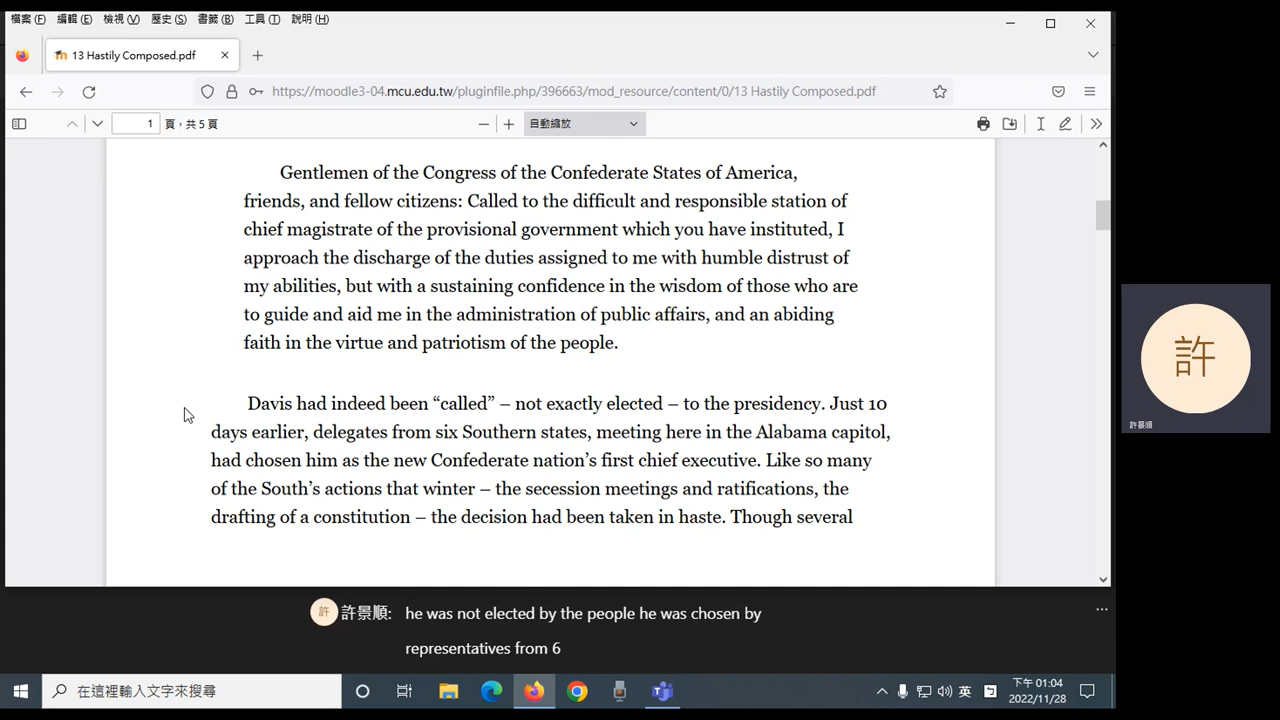 檔案 (F) 編輯 (E) 檢視 (V) 歷史 (S) 書籤 (B) 工具 (T) 說明 (H)
13 Hastily Composed.pdf
https://moodle3-04.mcu.edu.tw/pluginfile.php/396663/mod_resource/content/0/13 Hastily Composed.pdf
1 頁，共 5 頁
自動縮放
Gentlemen of the Congress of the Confederate States of America,
friends, and fellow citizens: Called to the difficult and responsible station of
chief magistrate of the provisional government which you have instituted, I
approach the discharge of the duties assigned to me with humble distrust of
my abilities, but with a sustaining confidence in the wisdom of those who are
to guide and aid me in the administration of public affairs, and an abiding
faith in the virtue and patriotism of the people.
Davis had indeed been “called” – not exactly elected – to the presidency. Just 10
days earlier, delegates from six Southern states, meeting here in the Alabama capitol,
had chosen him as the new Confederate nation’s first chief executive. Like so many
of the South’s actions that winter – the secession meetings and ratifications, the
drafting of a constitution – the decision had been taken in haste. Though several
許
許景順
許 許景順: he was not elected by the people he was chosen by
representatives from 6
在這裡輸入文字來搜尋
英
下午 01:04
2022/11/28